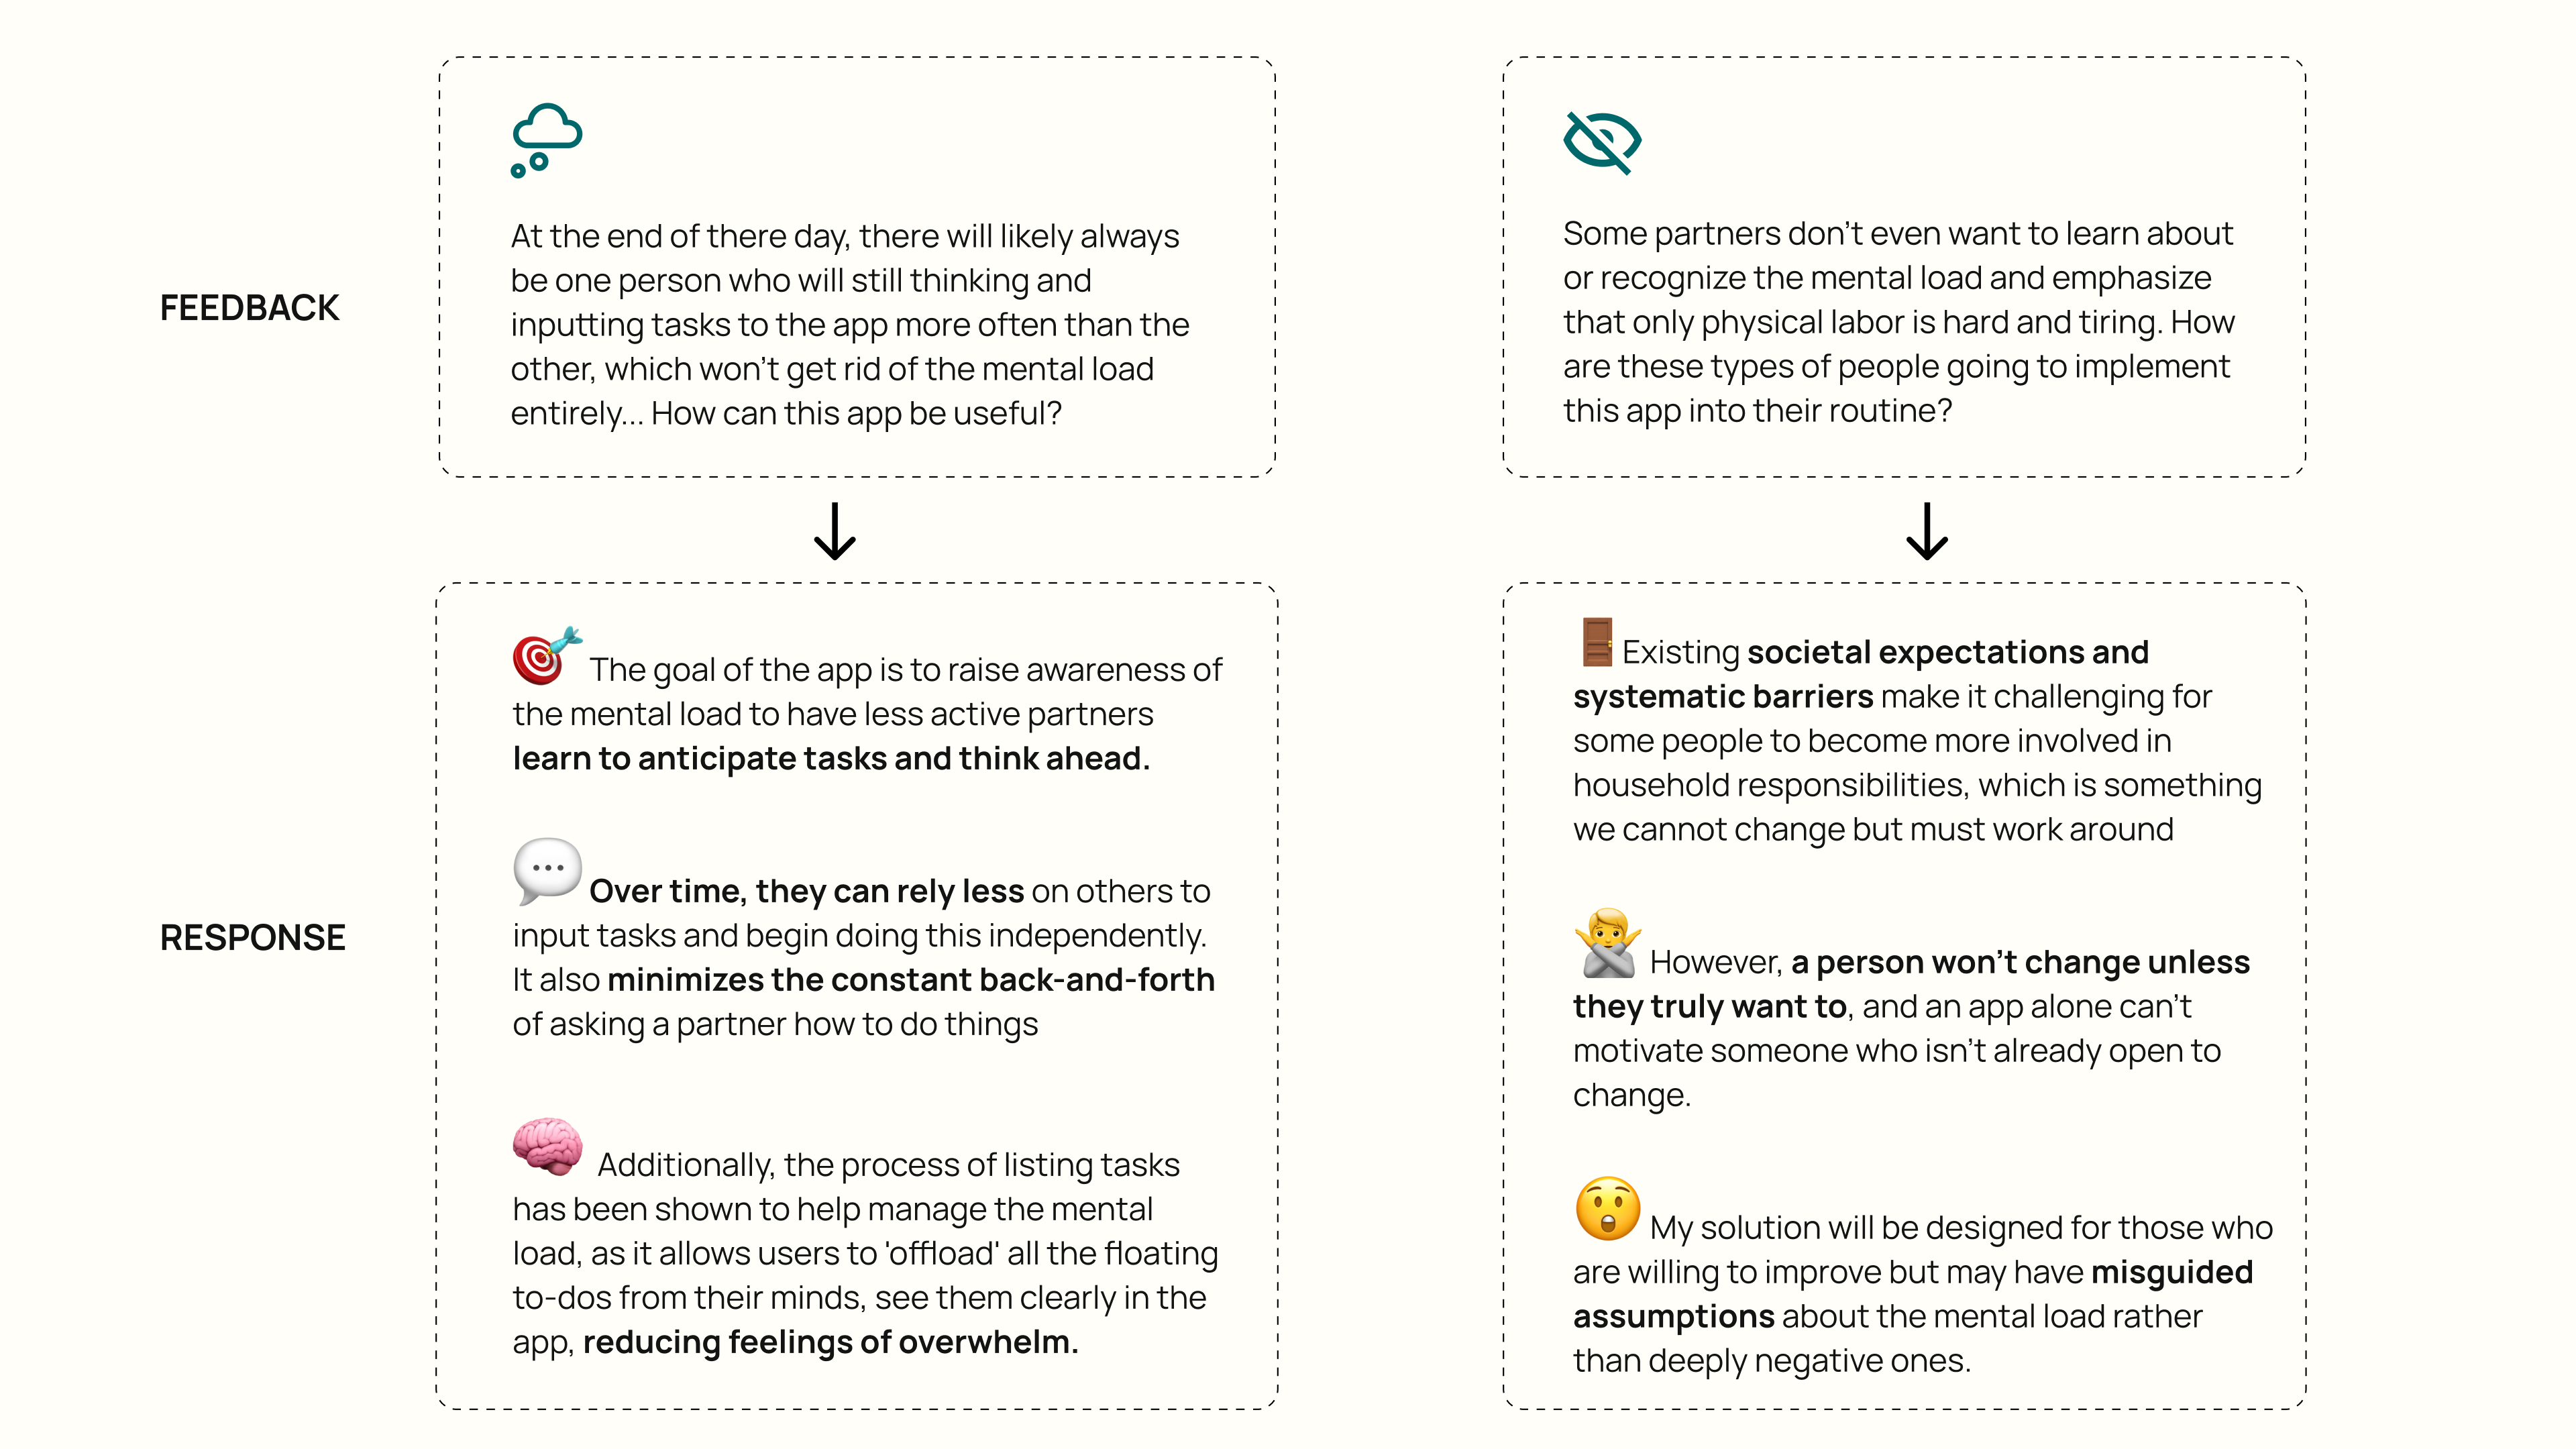 FEEDBACK
At the end of there day, there will likely always
be one person who will still thinking and
inputting tasks to the app more often than the
other, which won't get rid of the mental load
entirely... How can this app be useful?
Some partners don't even want to learn about
or recognize the mental load and emphasize
that only physical labor is hard and tiring. How
are these types of people going to implement
this app into their routine?
RESPONSE
The goal of the app is to raise awareness of
the mental load to have less active partners
learn to anticipate tasks and think ahead.
Over time, they can rely less on others to
input tasks and begin doing this independently.
It also minimizes the constant back-and-forth
of asking a partner how to do things
Additionally, the process of listing tasks
has been shown to help manage the mental
load, as it allows users to 'offload' all the floating
to-dos from their minds, see them clearly in the
app, reducing feelings of overwhelm.
Existing societal expectations and
systematic barriers make it challenging for
some people to become more involved in
household responsibilities, which is something
we cannot change but must work around
However, a person won't change unless
they truly want to, and an app alone can't
motivate someone who isn't already open to
change.
My solution will be designed for those who
are willing to improve but may have misguided
assumptions about the mental load rather
than deeply negative ones.